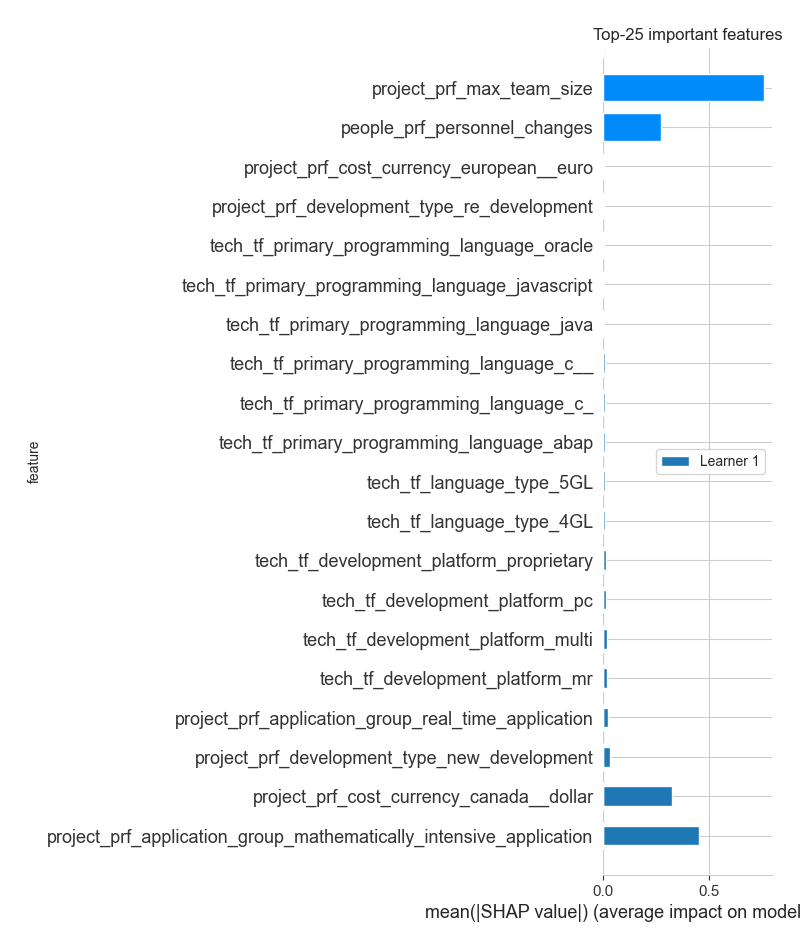 Top-25 important features
project_prf_max_team_size
people_prf_personnel_changes
project_prf_cost_currency_european__euro
project_prf_development_type_re_development
tech_tf_primary_programming_language_oracle
tech_tf_primary_programming_language_javascript
tech_tf_primary_programming_language_java
tech_tf_primary_programming_language_c__
tech_tf_primary_programming_language_c_
tech_tf_primary_programming_language_abap
tech_tf_language_type_5GL
tech_tf_language_type_4GL
tech_tf_development_platform_proprietary
tech_tf_development_platform_pc
tech_tf_development_platform_multi
tech_tf_development_platform_mr
project_prf_application_group_real_time_application
project_prf_development_type_new_development
project_prf_cost_currency_canada__dollar
project_prf_application_group_mathematically_intensive_application
feature
Learner 1
0.0 0.5
mean(|SHAP value|) (average impact on model